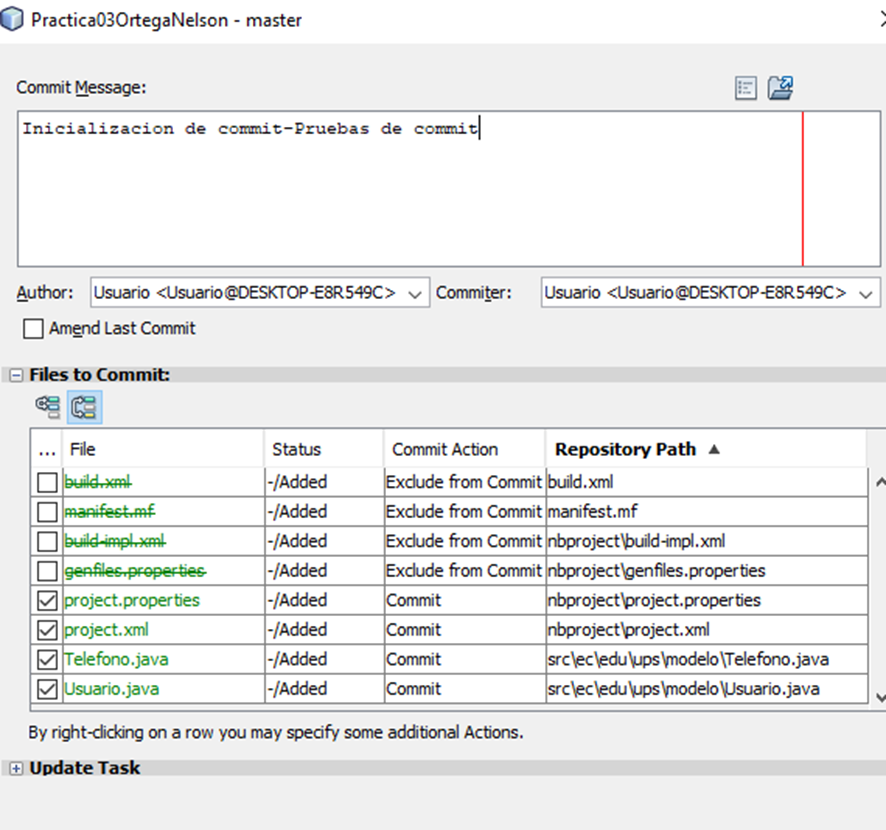 Practica03OrtegaNelson - master
Commit Message:
Inicializacion de commit-Pruebas de commit
Author: Usuario <Usuario@DESKTOP-E8R549C> Commiter: Usuario <Usuario@DESKTOP-E8R549C>
Amend Last Commit
Files to Commit:
... File Status Commit Action Repository Path
build.xml -/Added Exclude from Commit build.xml
manifest.mf -/Added Exclude from Commit manifest.mf
build-impl.xml -/Added Exclude from Commit nbproject\build-impl.xml
genfiles.properties -/Added Exclude from Commit nbproject\genfiles.properties
project.properties -/Added Commit nbproject\project.properties
project.xml -/Added Commit nbproject\project.xml
Telefono.java -/Added Commit src\ec\edu\ups\modelo\Telefono.java
Usuario.java -/Added Commit src\ec\edu\ups\modelo\Usuario.java
By right-clicking on a row you may specify some additional Actions.
Update Task